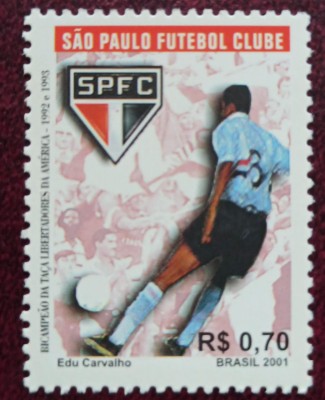 SÃO PAULO FUTEBOL CLUBE
SPFC
BICAMPEÃO DA TAÇA LIBERTADORES DA AMÉRICA - 1992 e 1993
3
R$ 0,70
Edu Carvalho
BRASIL 2001